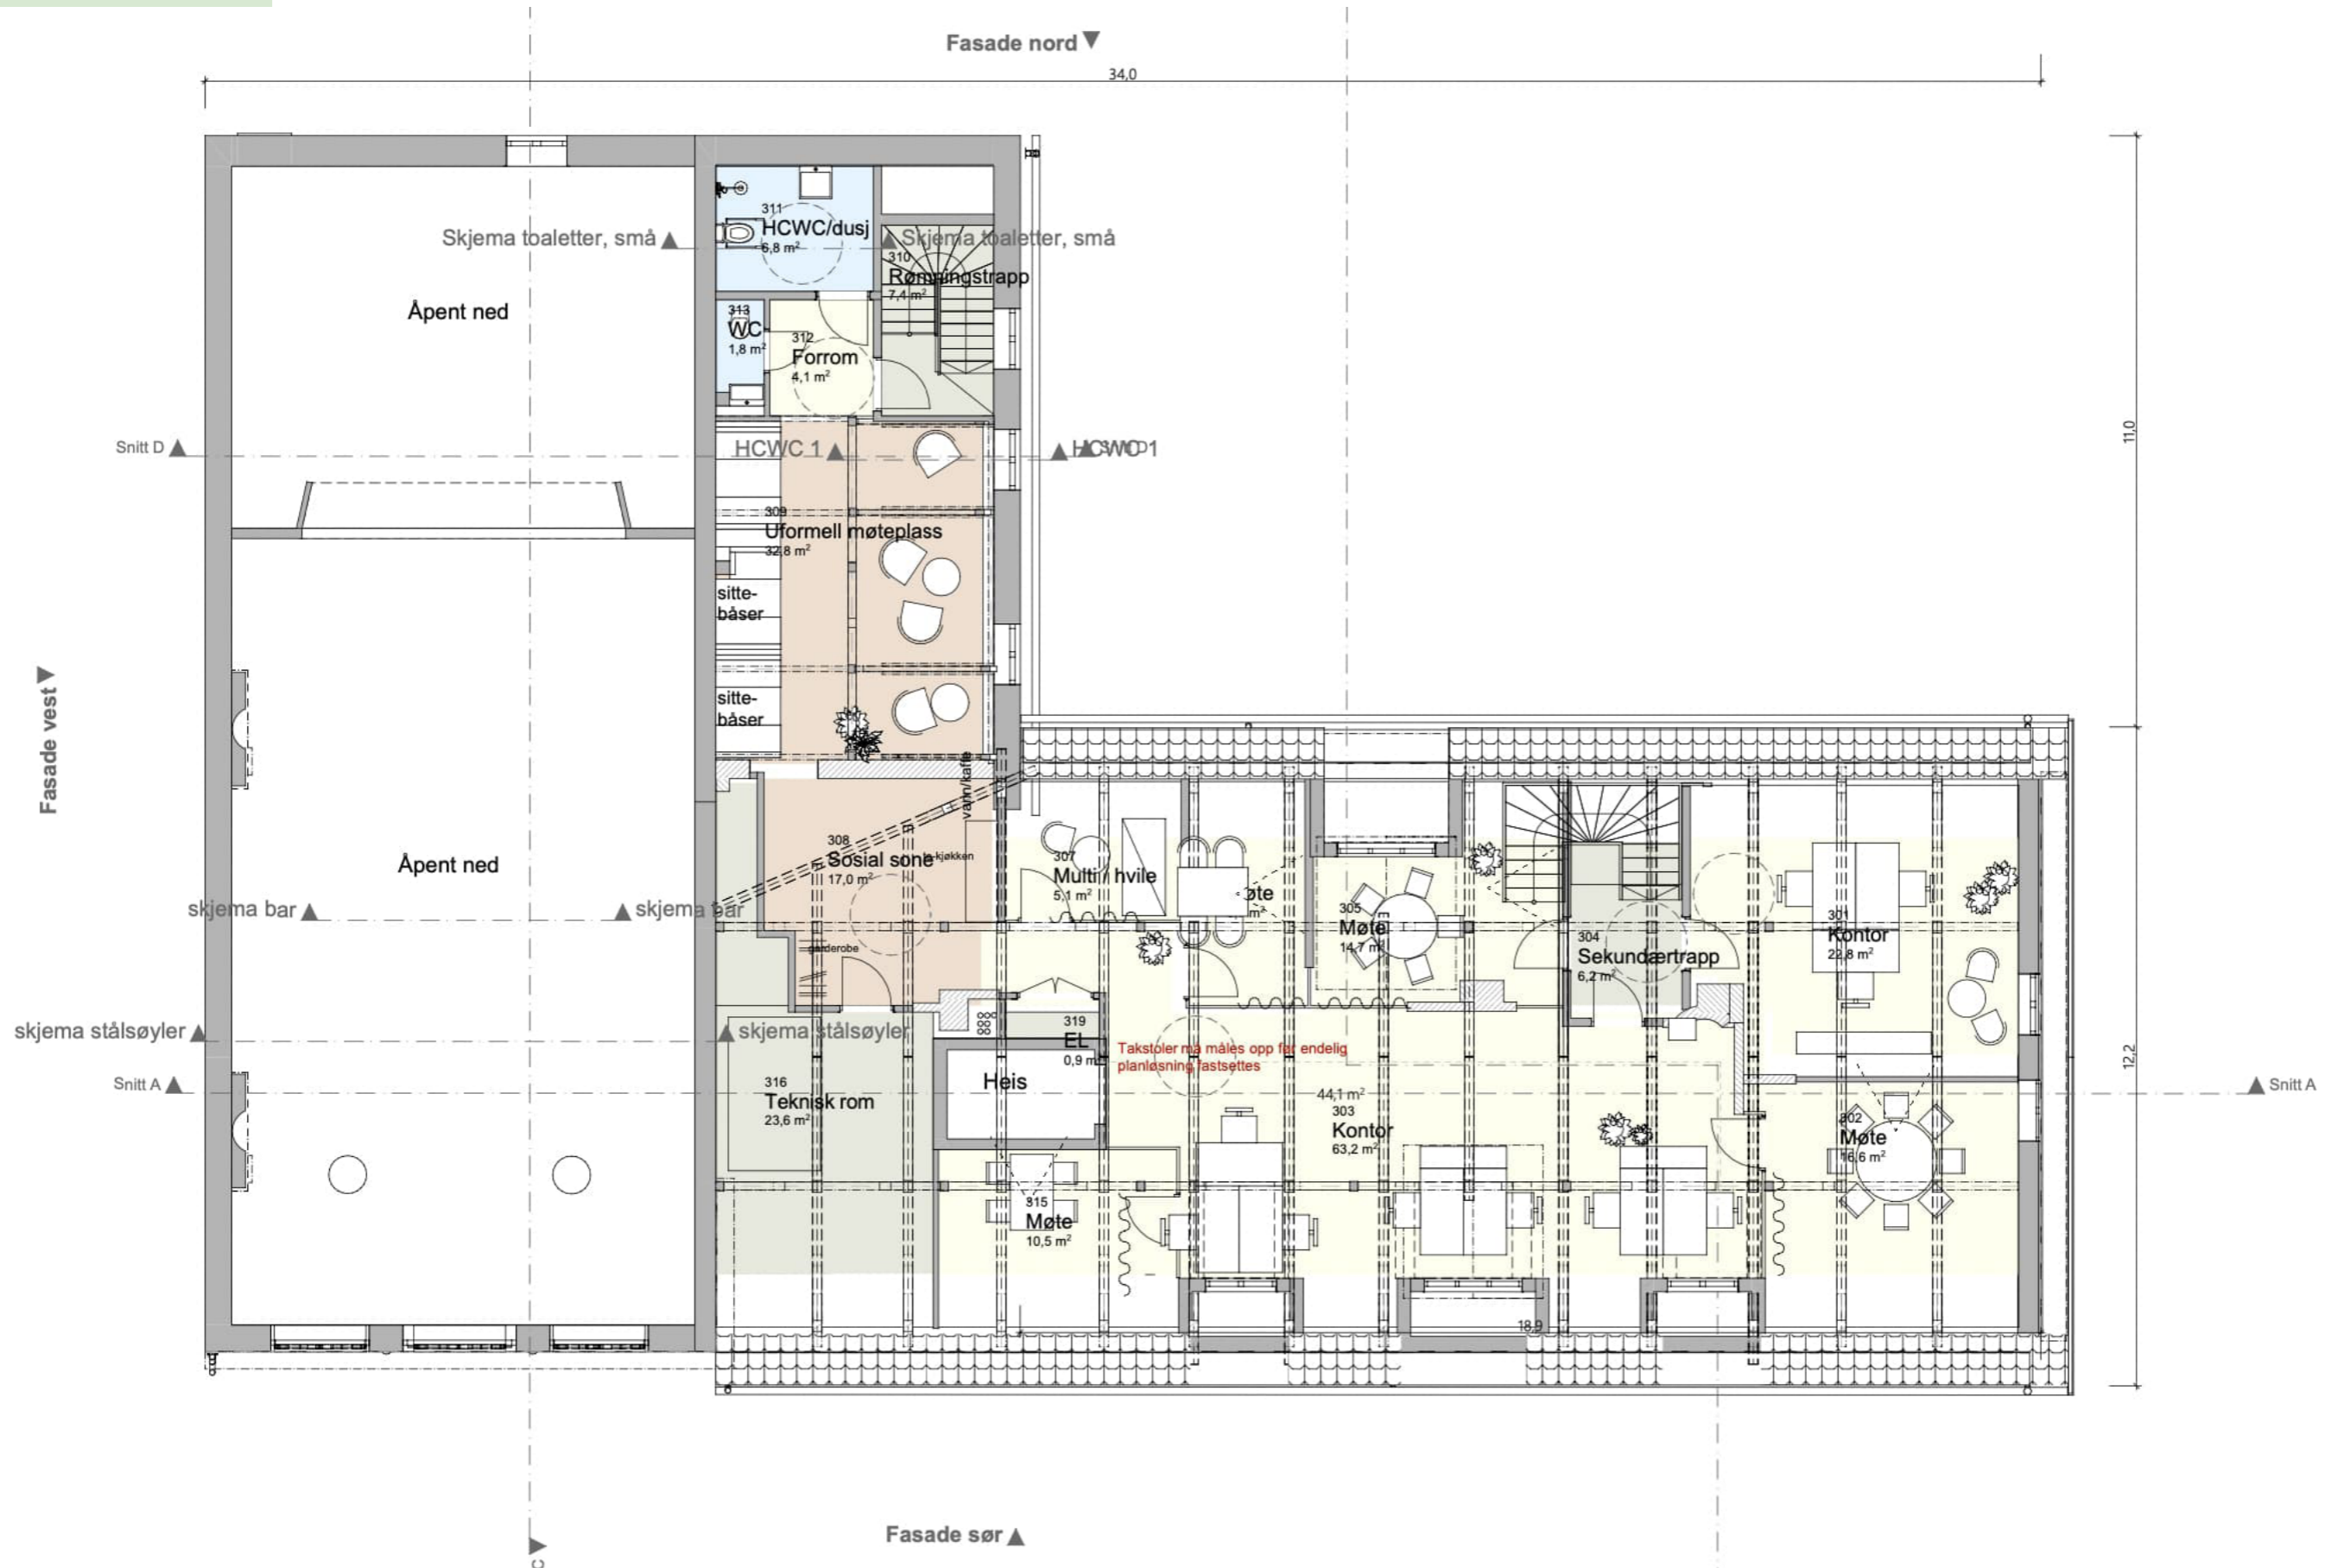 Fasade nord
34,0
311
HCWC/dusj
6,8 m²
Skjema toaletter, små
Skjema toaletter, små
310
Rømningstrapp
7,4 m²
Åpent ned
313
WC
1,8 m²
312
Forrom
4,1 m²
Snitt D
HCWC 1
HCWC 1
11,0
309
Uformell møteplass
32,8 m²
sitte-
båser
sitte-
båser
Fasade vest
vann/kaffe
308
Sosial sone
17,0 m²
kjøkken
307
Multi / hvile
5,1 m²
øte
m²
Åpent ned
skjema bar
skjema bar
305
Møte
14,7 m²
garderobe
304
Sekundærtrapp
6,2 m²
301
Kontor
22,8 m²
skjema stålsøyler
skjema stålsøyler
319
EL
0,9 m²
Takstoler må måles opp før endelig
planløsning fastsettes
12,2
Snitt A
Snitt A
316
Teknisk rom
23,6 m²
Heis
44,1 m²
303
Kontor
63,2 m²
302
Møte
16,6 m²
315
Møte
10,5 m²
18,9
Fasade sør